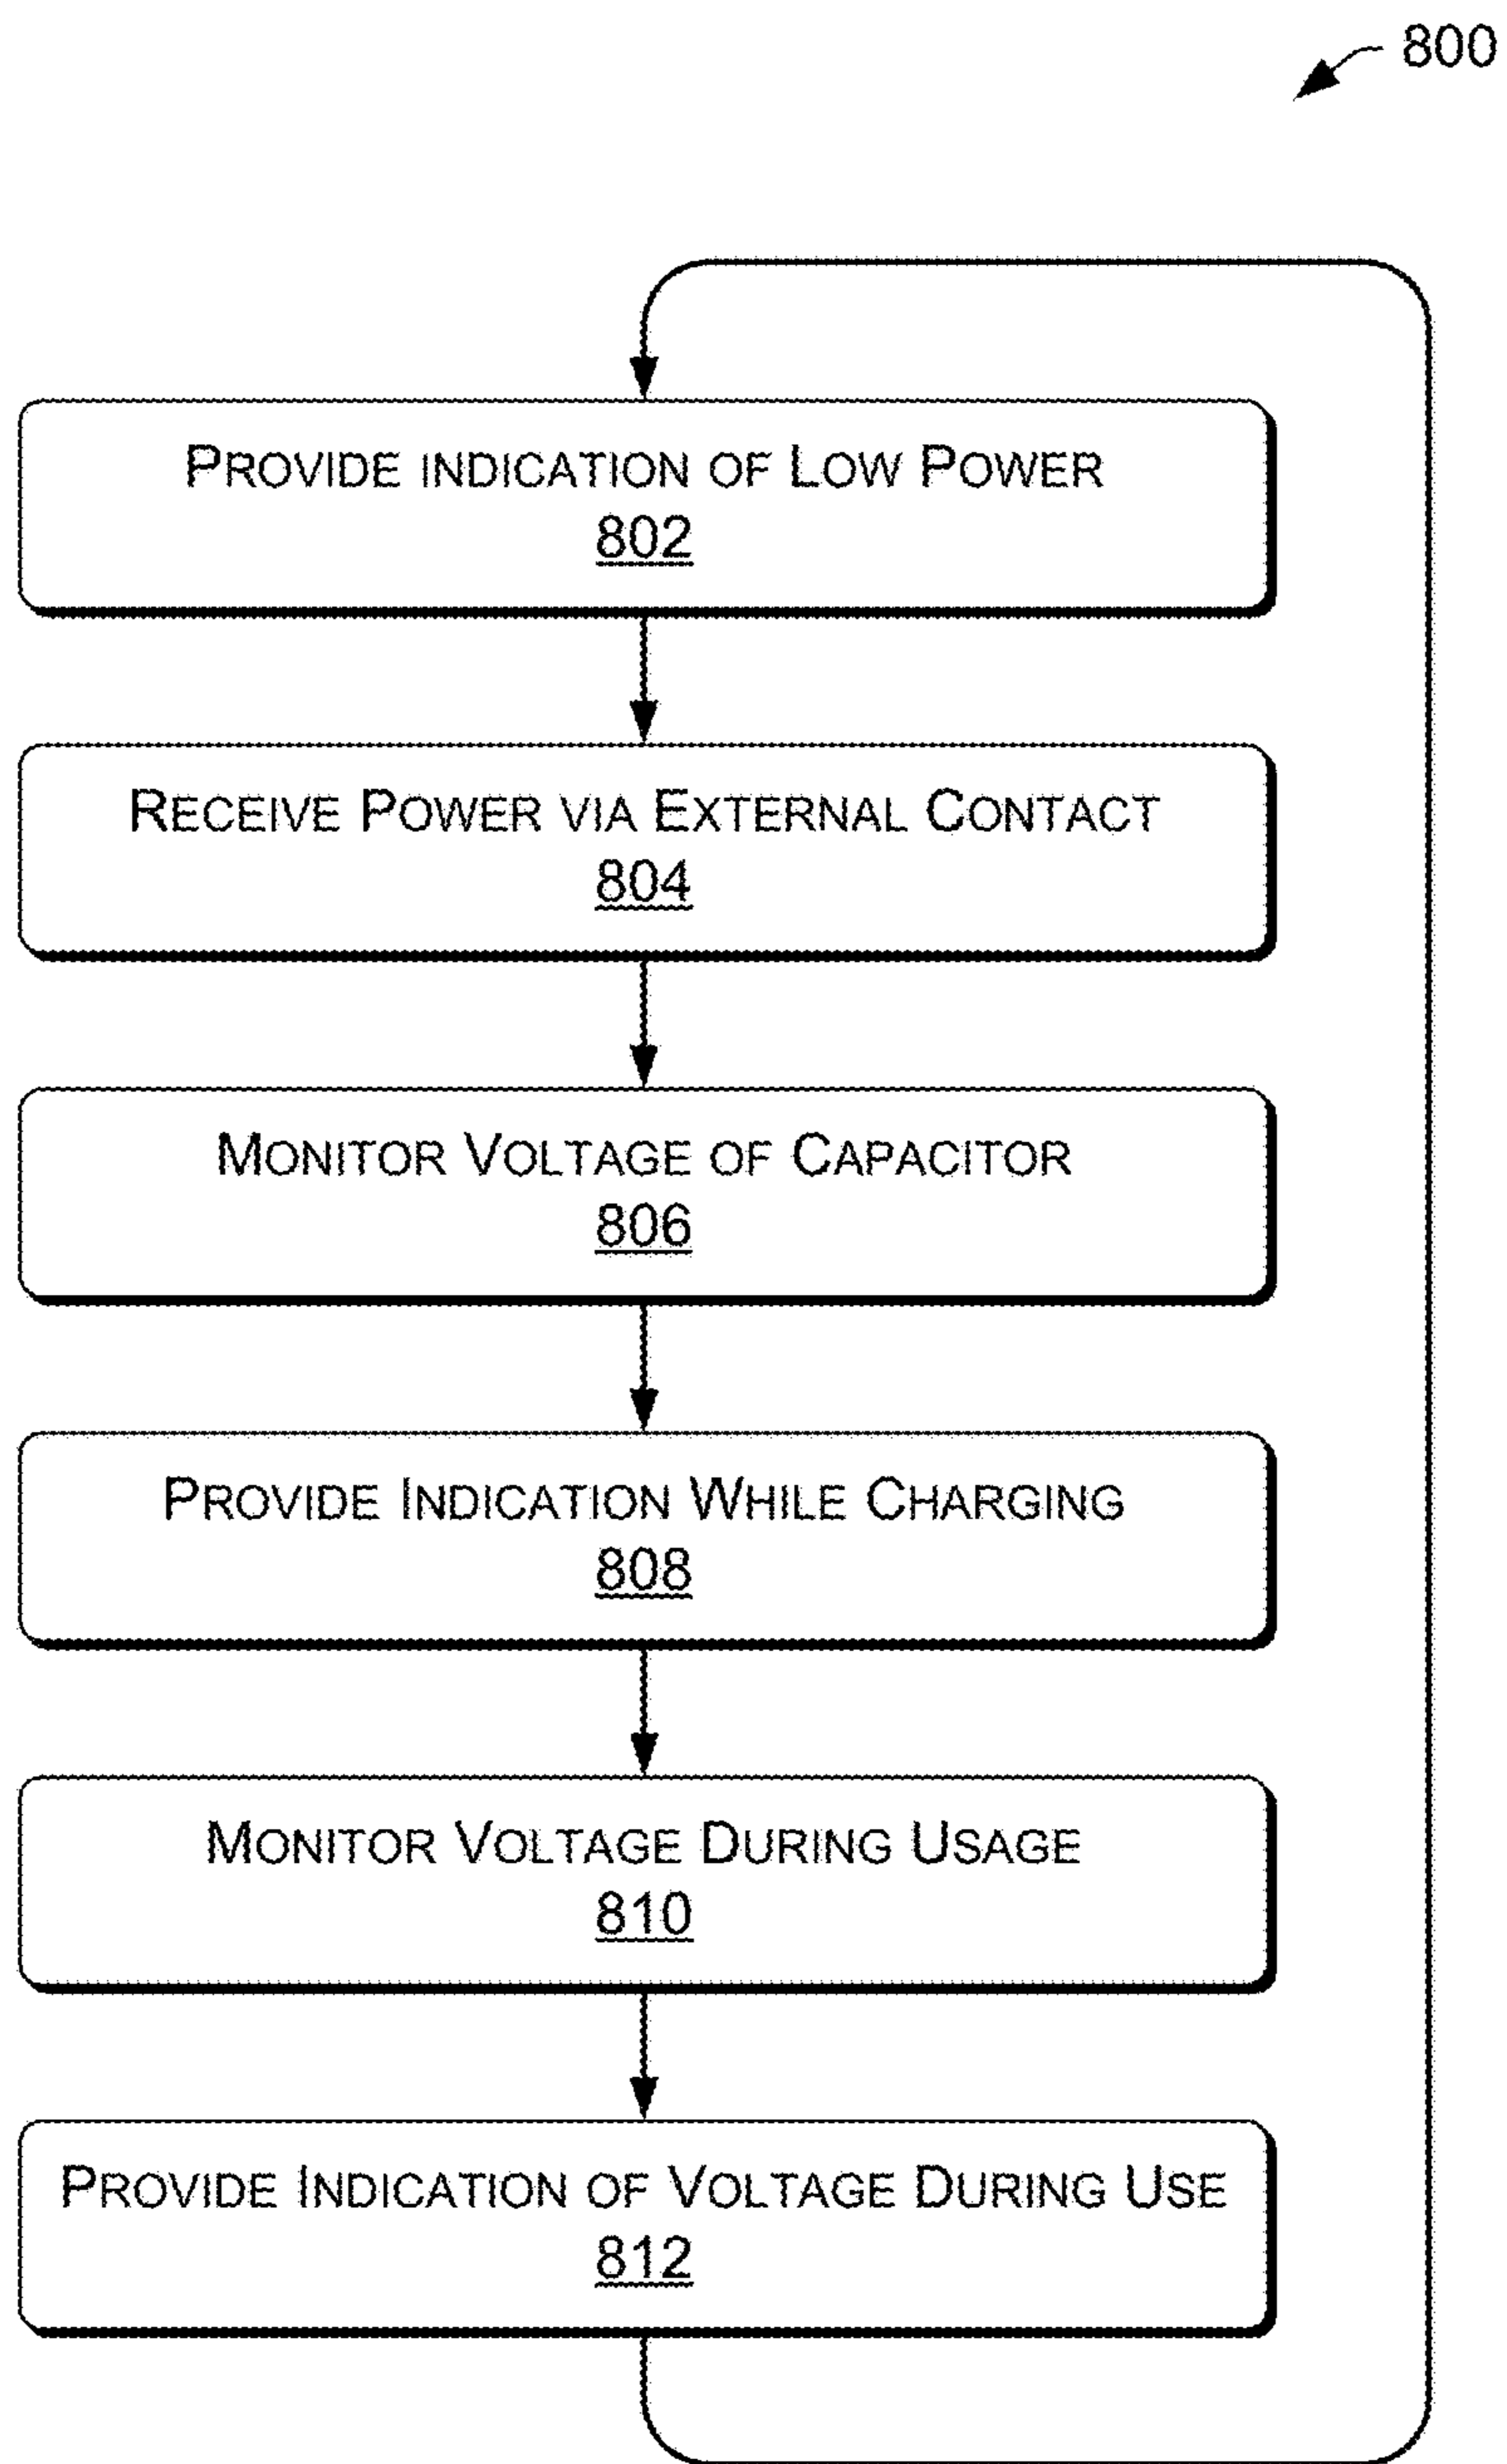 800
PROVIDE INDICATION OF LOW POWER
802
RECEIVE POWER VIA EXTERNAL CONTACT
804
MONITOR VOLTAGE OF CAPACITOR
806
PROVIDE INDICATION WHILE CHARGING
808
MONITOR VOLTAGE DURING USAGE
810
PROVIDE INDICATION OF VOLTAGE DURING USE
812